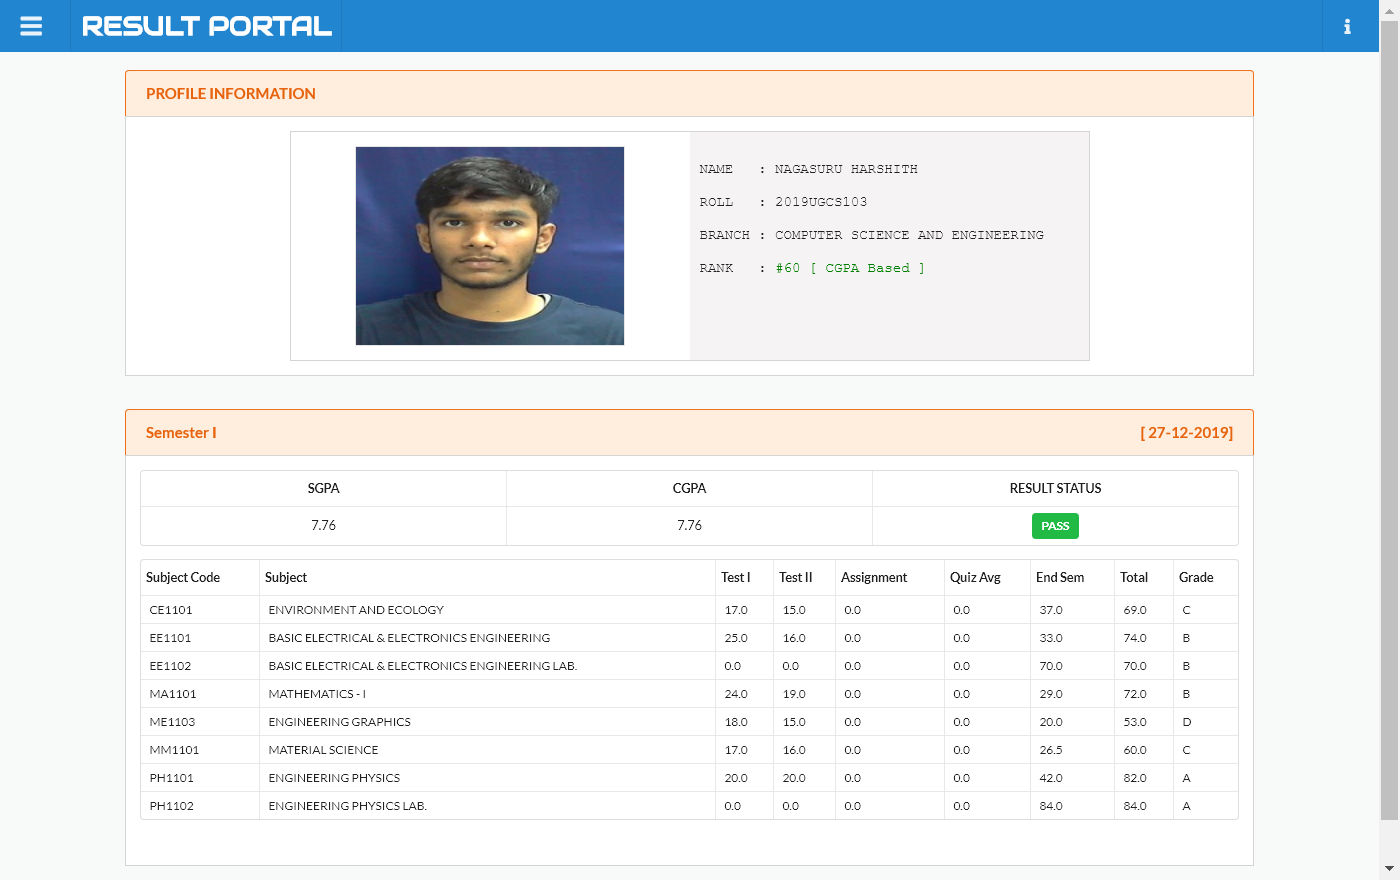 RESULT PORTAL
PROFILE INFORMATION
NAME : NAGASURU HARSHITH
ROLL : 2019UGCS103
BRANCH : COMPUTER SCIENCE AND ENGINEERING
RANK : #60 [ CGPA Based ]
Semester I [ 27-12-2019]
SGPA CGPA RESULT STATUS
7.76 7.76 PASS
Subject Code Subject Test I Test II Assignment Quiz Avg End Sem Total Grade
CE1101 ENVIRONMENT AND ECOLOGY 17.0 15.0 0.0 0.0 37.0 69.0 C
EE1101 BASIC ELECTRICAL & ELECTRONICS ENGINEERING 25.0 16.0 0.0 0.0 33.0 74.0 B
EE1102 BASIC ELECTRICAL & ELECTRONICS ENGINEERING LAB. 0.0 0.0 0.0 0.0 70.0 70.0 B
MA1101 MATHEMATICS - I 24.0 19.0 0.0 0.0 29.0 72.0 B
ME1103 ENGINEERING GRAPHICS 18.0 15.0 0.0 0.0 20.0 53.0 D
MM1101 MATERIAL SCIENCE 17.0 16.0 0.0 0.0 26.5 60.0 C
PH1101 ENGINEERING PHYSICS 20.0 20.0 0.0 0.0 42.0 82.0 A
PH1102 ENGINEERING PHYSICS LAB. 0.0 0.0 0.0 0.0 84.0 84.0 A